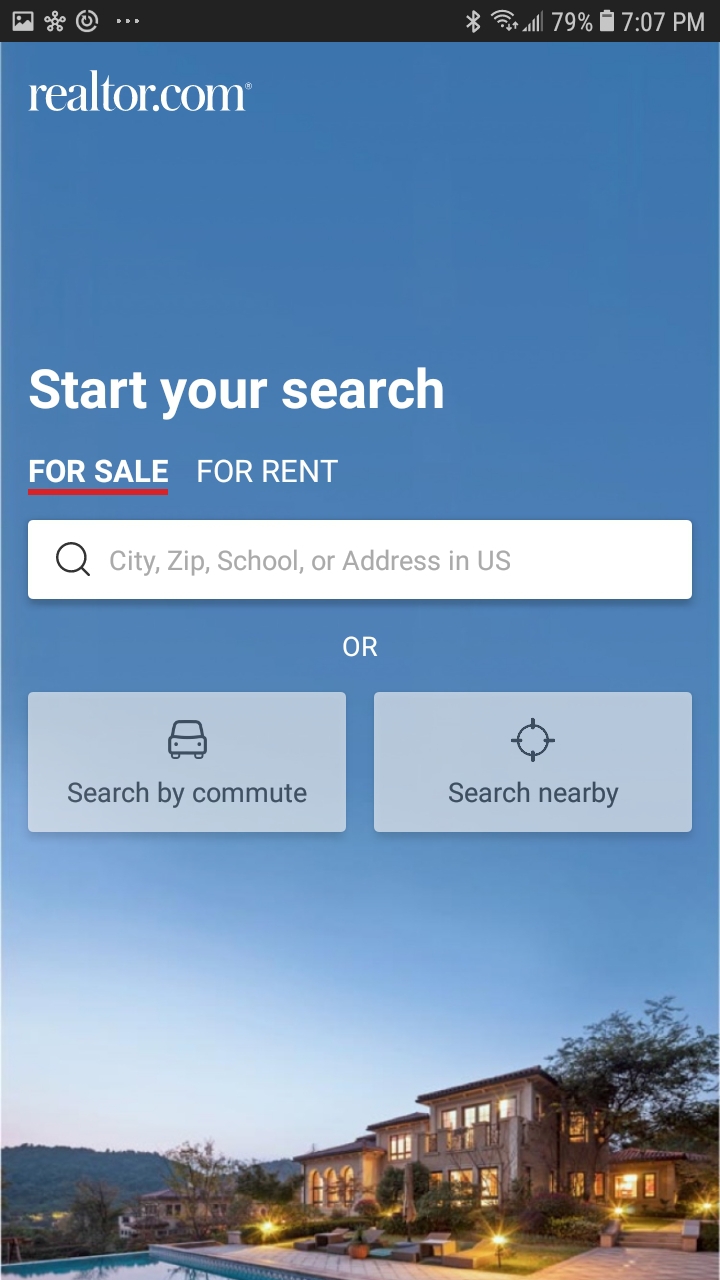 79% 7:07 PM
realtor.com®
Start your search
FOR SALE FOR RENT
City, Zip, School, or Address in US
OR
Search by commute Search nearby